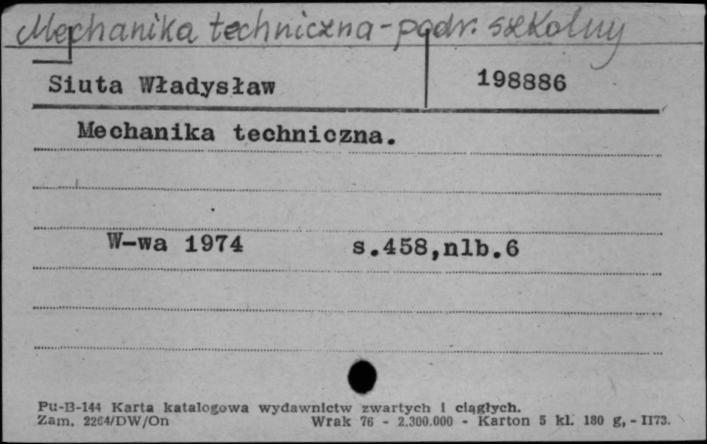 Mechanika techniczna - podr. szkolny
Siuta Władysław 198886
Mechanika techniczna.
W-wa 1974 s.458,nlb.6
Pu-B-144 Karta katalogowa wydawnictw zwartych i ciągłych.
Zam. 2264/DW/On Wrak 76 - 2.300.000 - Karton 5 kl. 180 g, - II73.